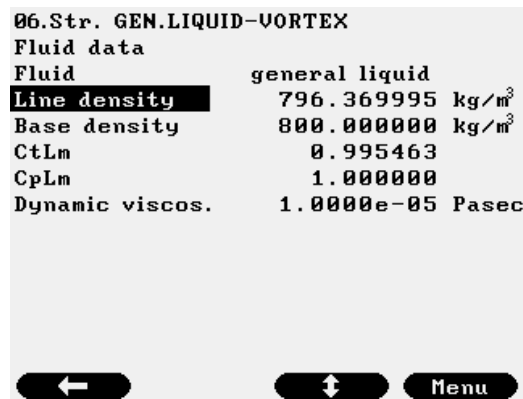 06.Str. GEN.LIQUID-VORTEX
Fluid data
Fluid general liquid
Line density 796.369995 kg/m³
Base density 800.000000 kg/m³
CtLm 0.995463
CpLm 1.000000
Dynamic viscos. 1.0000e-05 Pasec
Menu